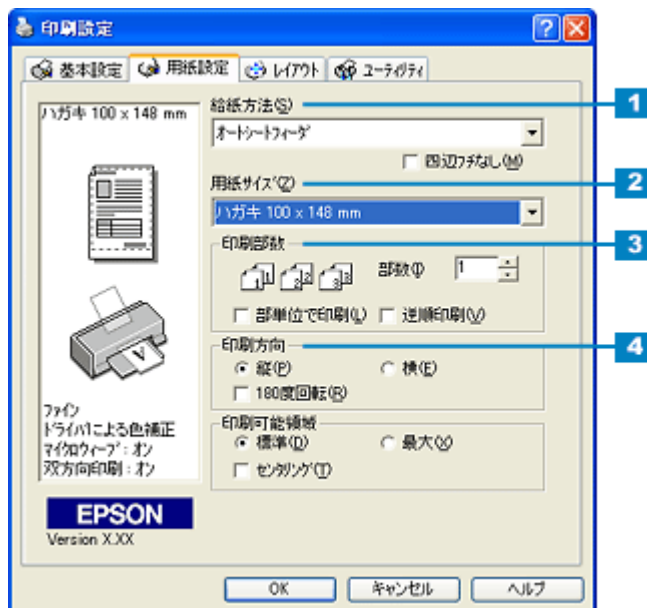 印刷設定
基本設定 用紙設定 レイアウト ユーティリティ
ハガキ 100 x 148 mm
給紙方法(S)
1
オートシートフィーダ
四辺フチなし(M)
用紙サイズ(Z)
2
ハガキ 100 x 148 mm
印刷部数
3
部数(I) 1
部単位で印刷(L) 逆順印刷(V)
印刷方向
4
縦(P) 横(E)
180度回転(R)
印刷可能領域
標準(D) 最大(X)
センタリング(T)
ファイン
ドライバによる色補正
マイクロウィーブ:オン
双方向印刷:オン
EPSON
Version X.XX
OK キャンセル ヘルプ